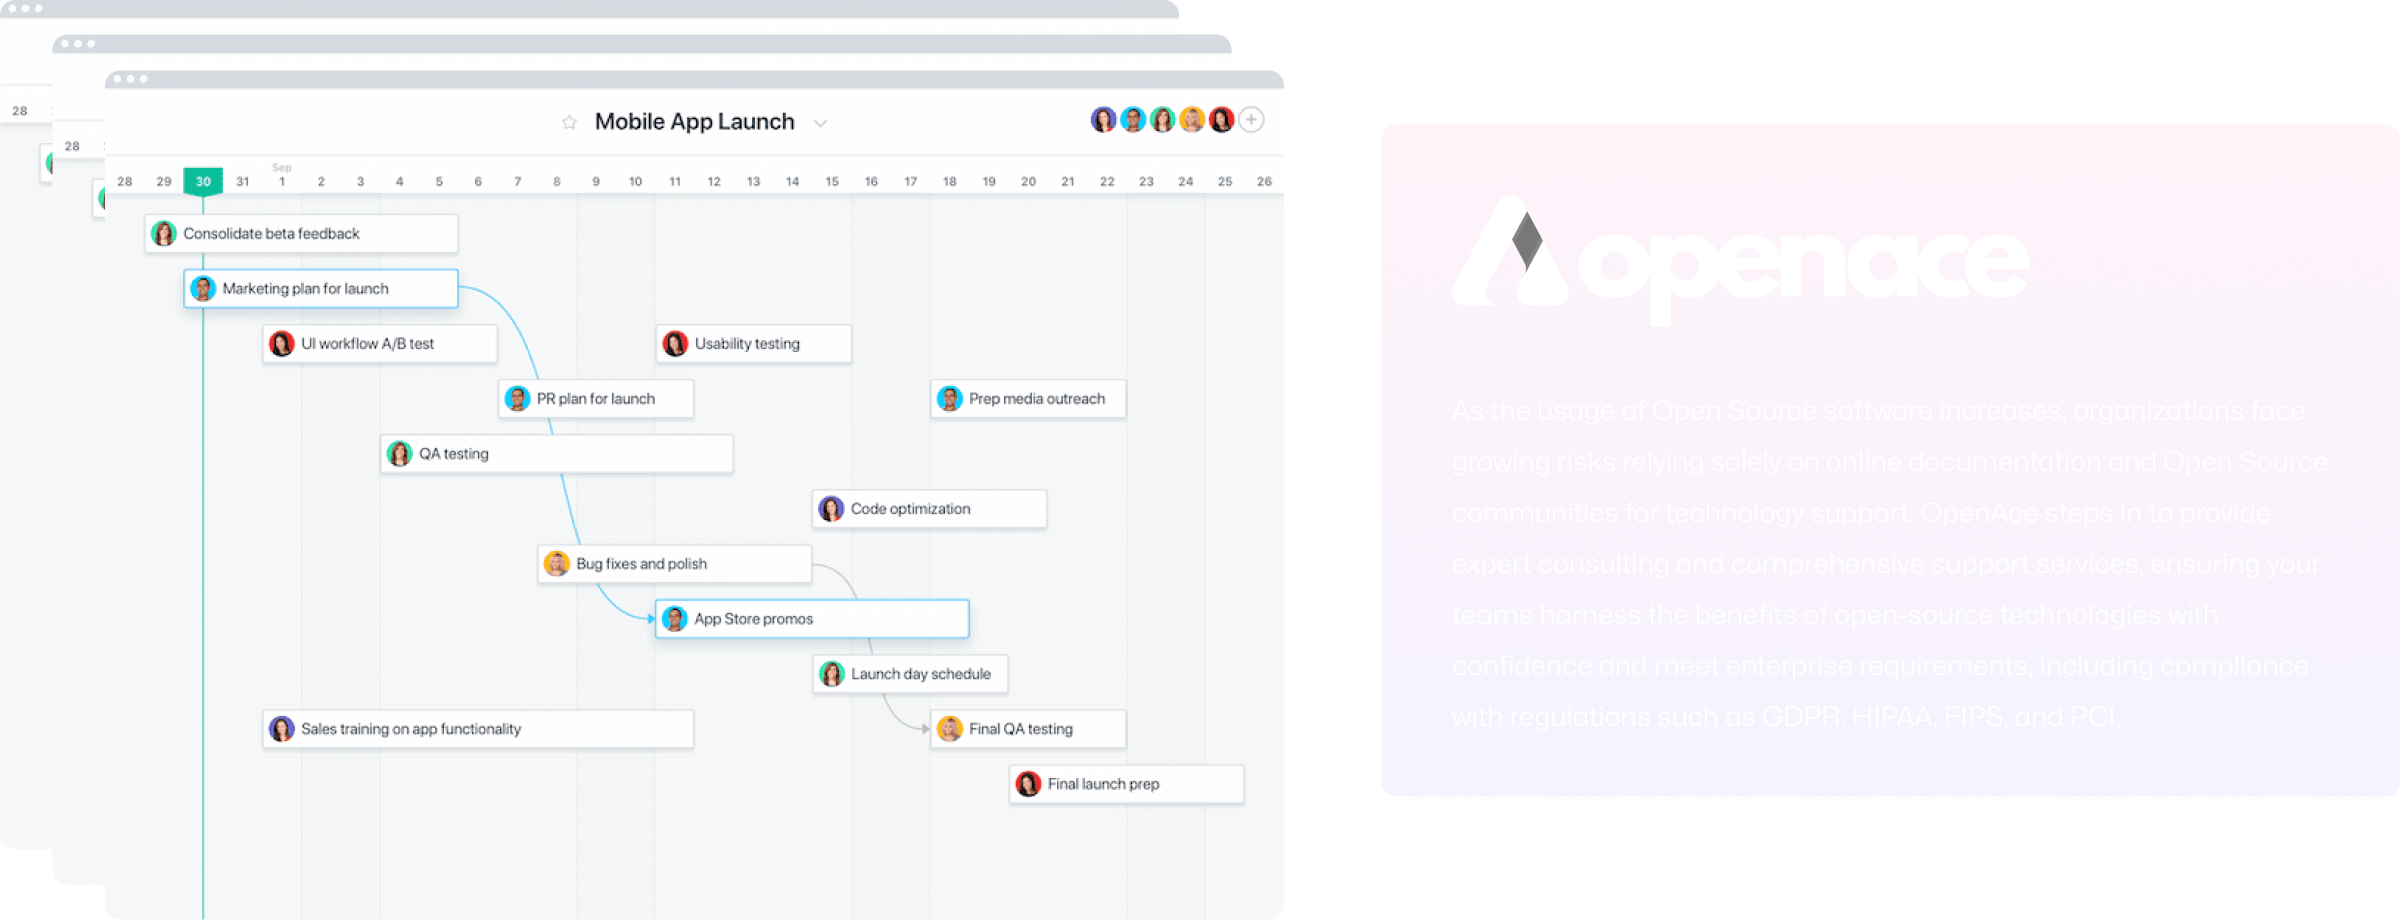 28
28
Mobile App Launch
Sep
28 29 30 31 1 2 3 4 5 6 7 8 9 10 11 12 13 14 15 16 17 18 19 20 21 22 23 24 25 26
Consolidate beta feedback
Marketing plan for launch
UI workflow A/B test
Usability testing
PR plan for launch
Prep media outreach
QA testing
Code optimization
Bug fixes and polish
App Store promos
Launch day schedule
Sales training on app functionality
Final QA testing
Final launch prep
openace
As the usage of Open Source software increases, organizations face
growing risks relying solely on online documentation and Open Source
communities for technology support. OpenAce steps in to provide
expert consulting and comprehensive support services, ensuring your
teams harness the benefits of open-source technologies with
confidence and meet enterprise requirements, including compliance
with regulations such as GDPR, HIPAA, FIPS, and PCI.